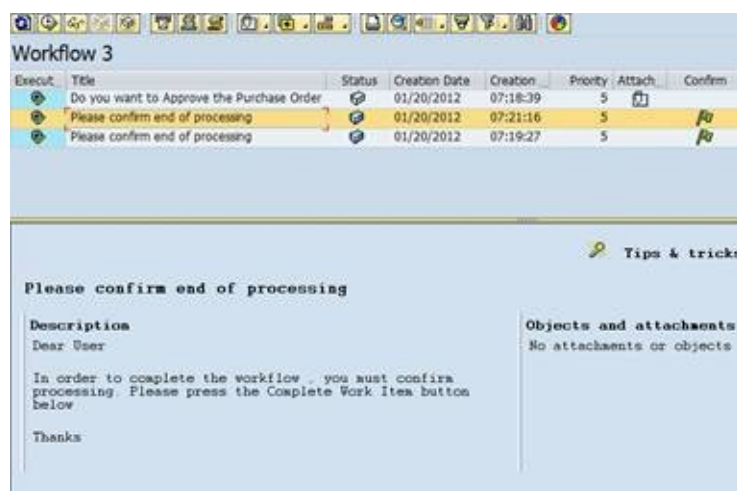 Workflow 3
Execut_ Title Status Creation Date Creation _ Priority Attach_ Confirm
Do you want to Approve the Purchase Order 01/20/2012 07:18:39 5
Please confirm end of processing 01/20/2012 07:21:16 5
Please confirm end of processing 01/20/2012 07:19:27 5
Tips & tricks
Please confirm end of processing
Description
Dear User
In order to complete the workflow , you must confirm
processing. Please press the Complete Work Item button
below
Thanks
Objects and attachments
No attachments or objects